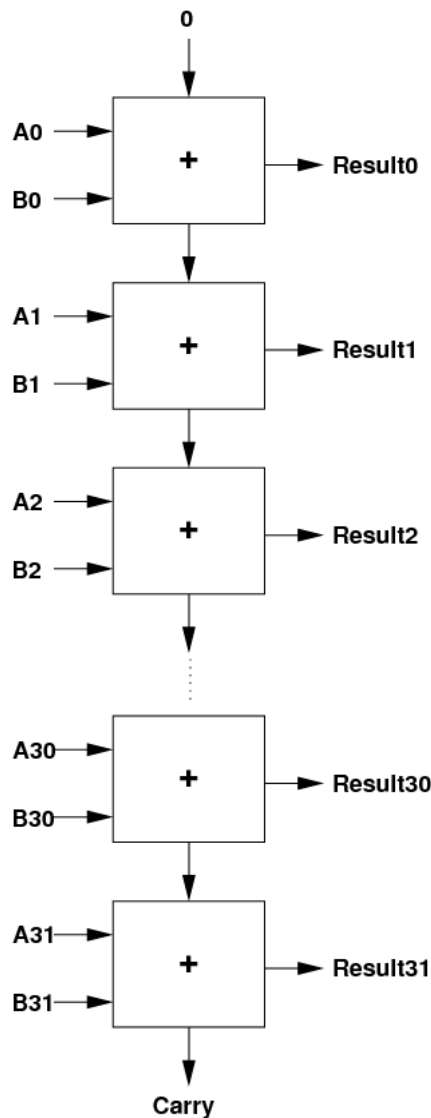 0
A0
+
Result0
B0
A1
+
Result1
B1
A2
+
Result2
B2
A30
+
Result30
B30
A31
+
Result31
B31
Carry